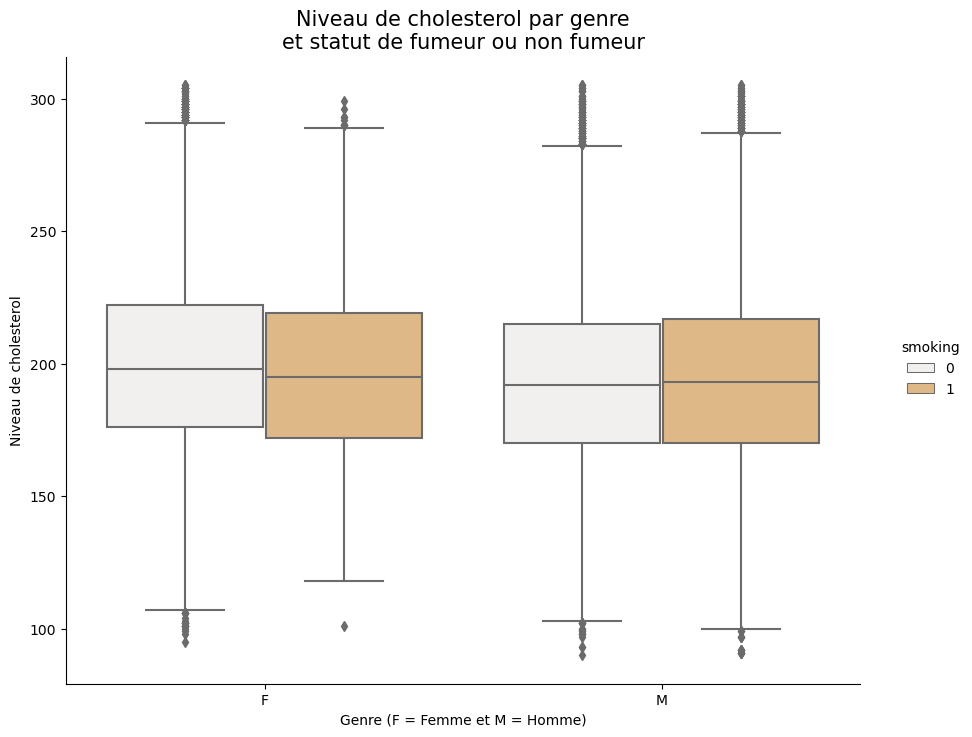 Niveau de cholesterol par genre
et statut de fumeur ou non fumeur
Niveau de cholesterol
300
250
200
150
100
F
M
Genre (F = Femme et M = Homme)
smoking
0
1